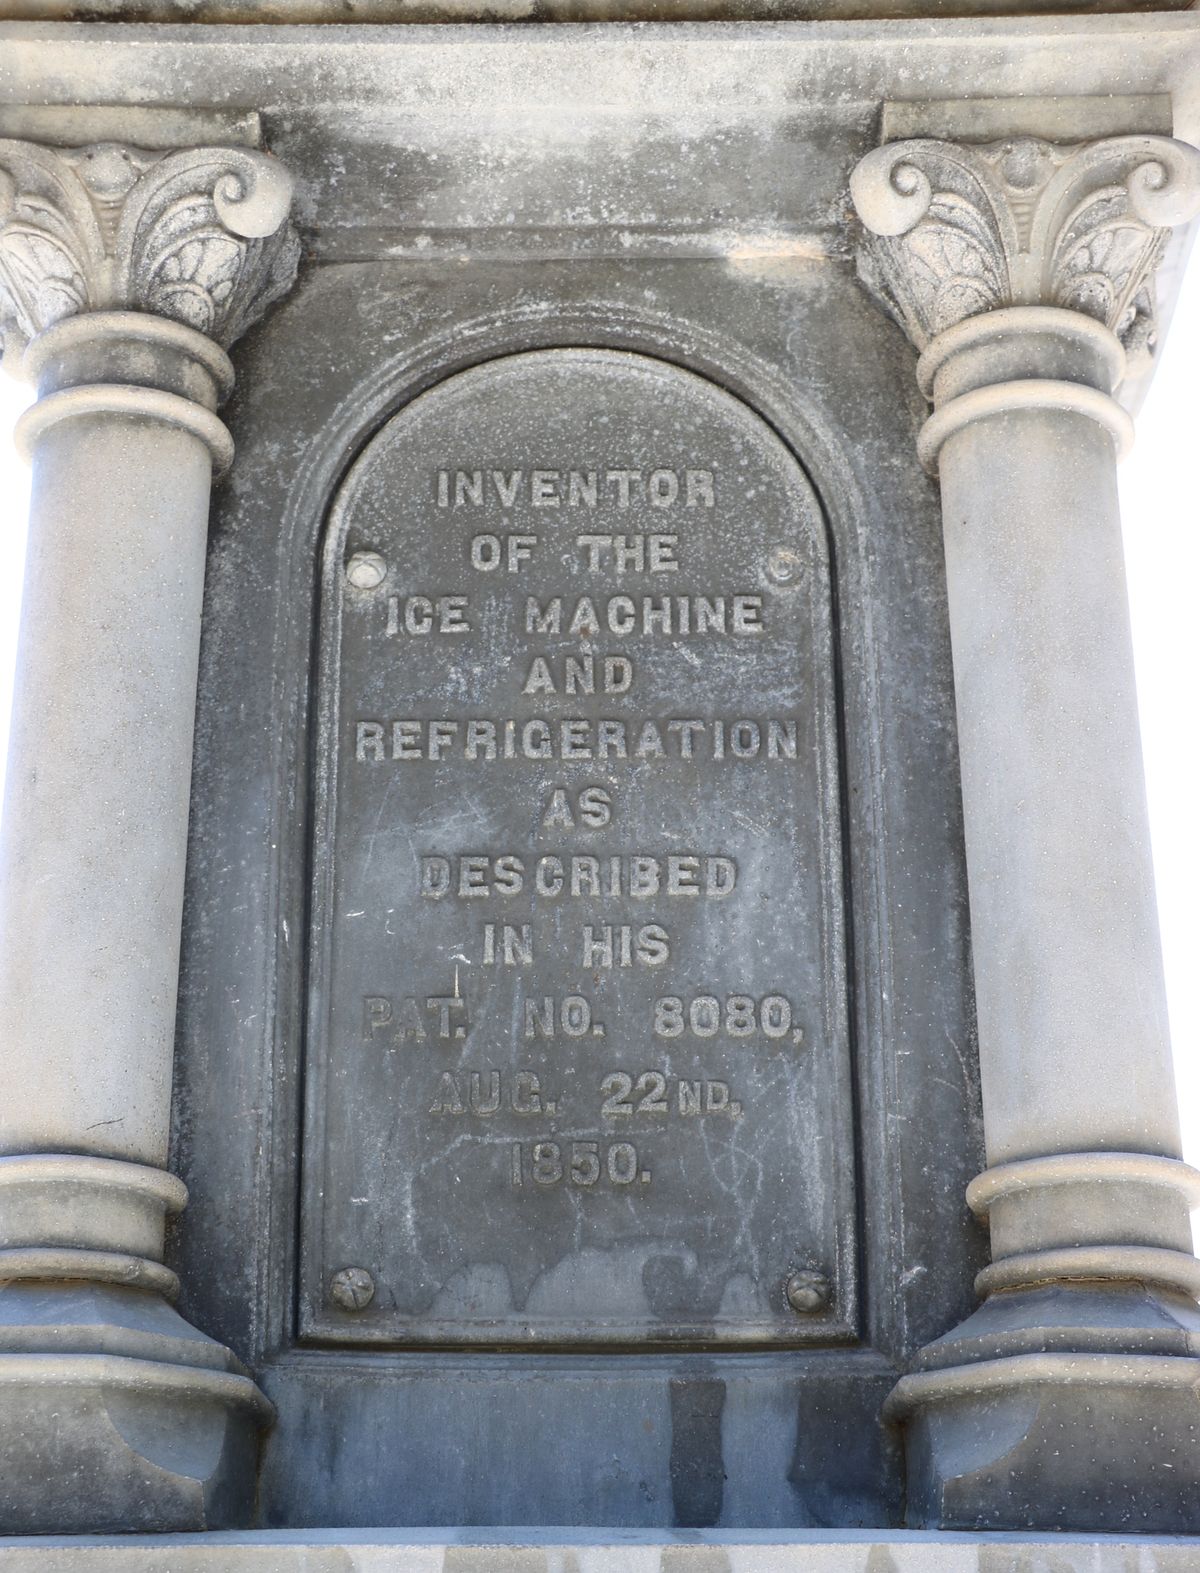 INVENTOR
OF THE
ICE MACHINE
AND
REFRIGERATION
AS
DESCRIBED
IN HIS
PAT. NO. 8080,
AUG. 22ND,
1850.